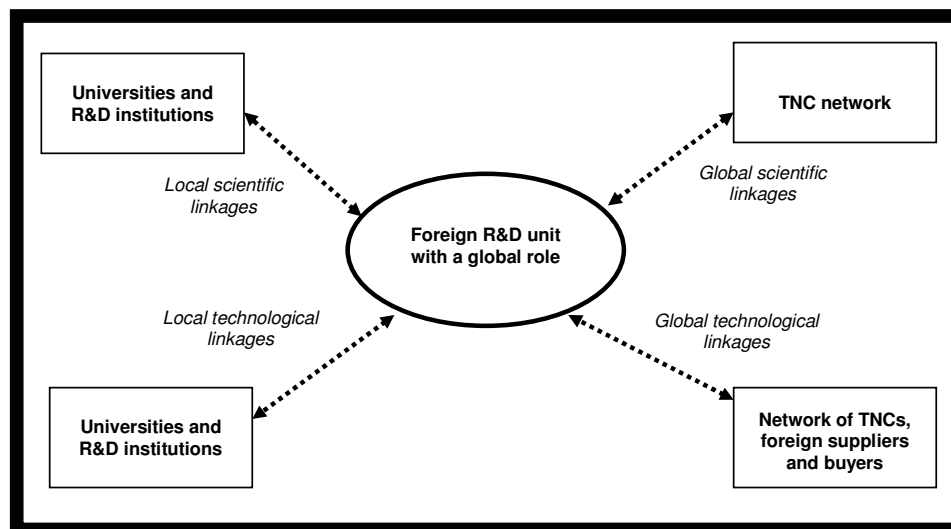 Universities and
R&D institutions
TNC network
Local scientific
linkages
Global scientific
linkages
Foreign R&D unit
with a global role
Local technological
linkages
Global technological
linkages
Universities and
R&D institutions
Network of TNCs,
foreign suppliers
and buyers